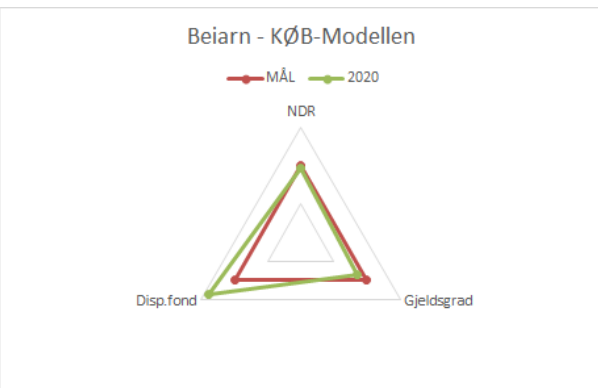 Beiarn - KØB-Modellen
MÅL 2020
NDR
Disp.fond Gjeldsgrad